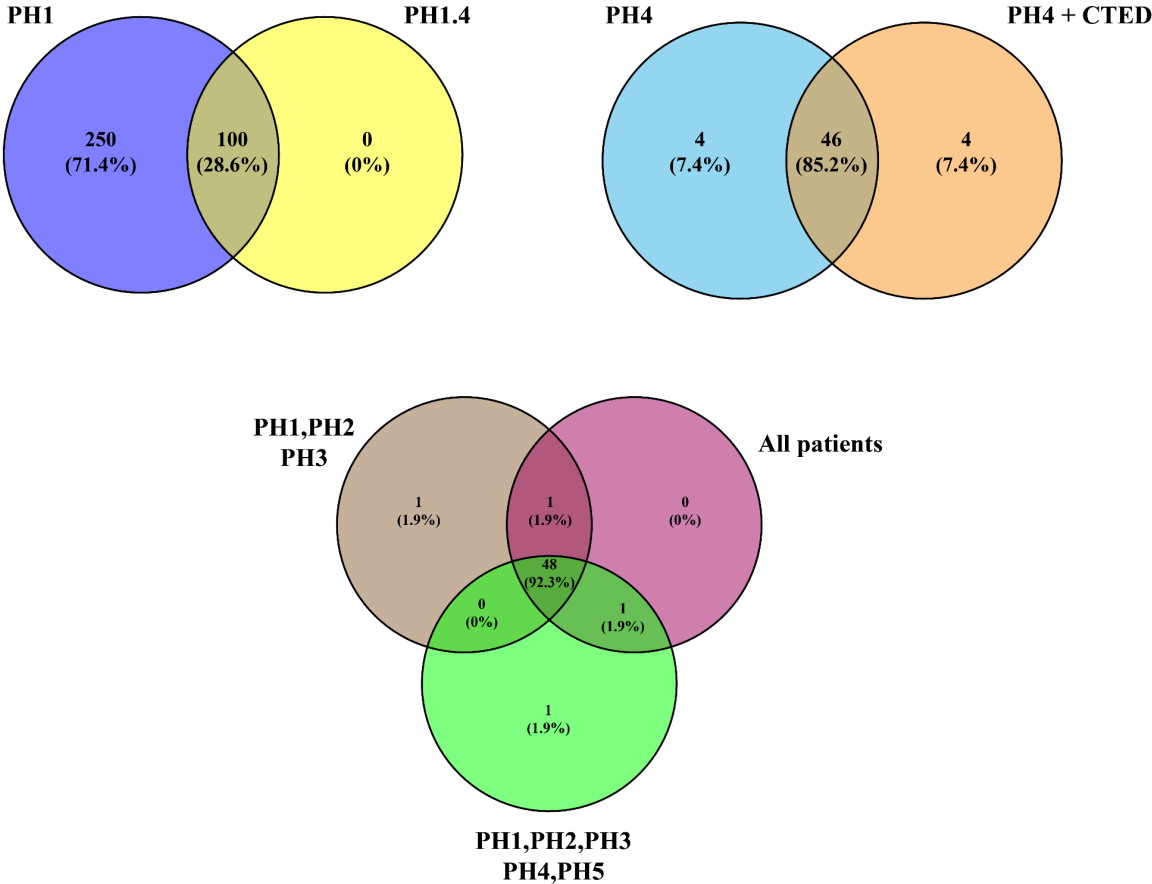 PH1
PH1.4
250
(71.4%)
100
(28.6%)
0
(0%)
PH4
PH4 + CTED
4
(7.4%)
46
(85.2%)
4
(7.4%)
PH1,PH2
PH3
All patients
1
(1.9%)
1
(1.9%)
0
(0%)
48
(92.3%)
0
(0%)
1
(1.9%)
1
(1.9%)
PH1,PH2,PH3
PH4,PH5